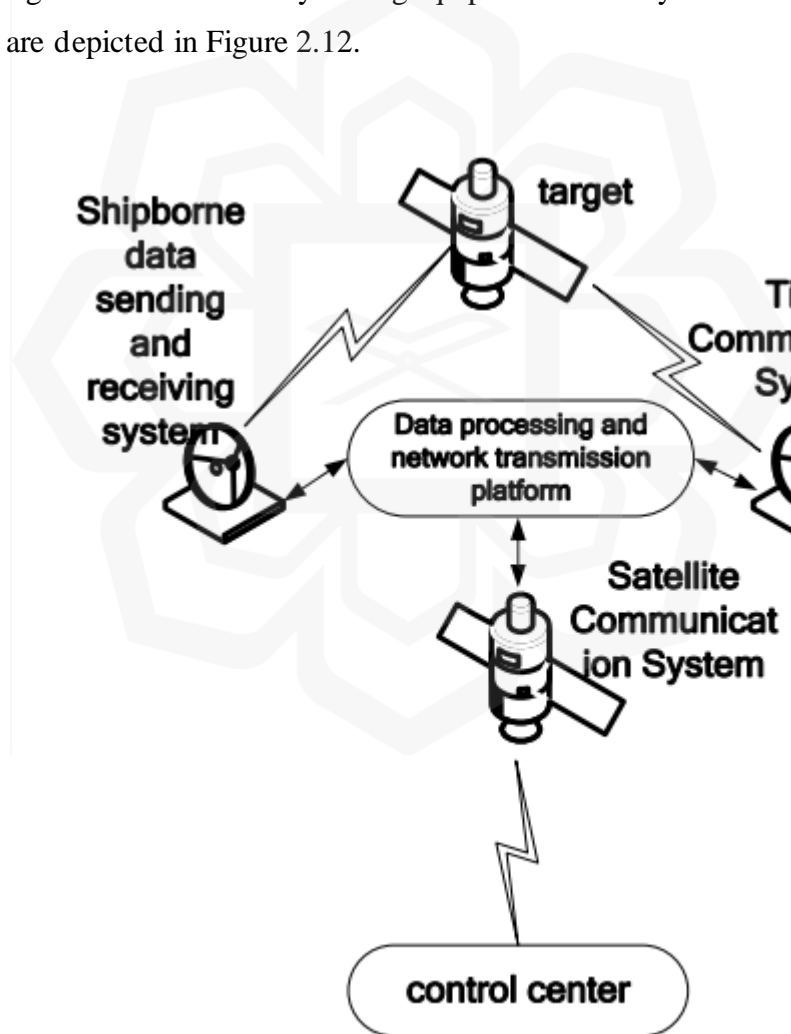 are depicted in Figure 2.12.
target
Shipborne
data
sending
and
receiving
system
Data processing and
network transmission
platform
Satellite
Communicat
ion System
control center